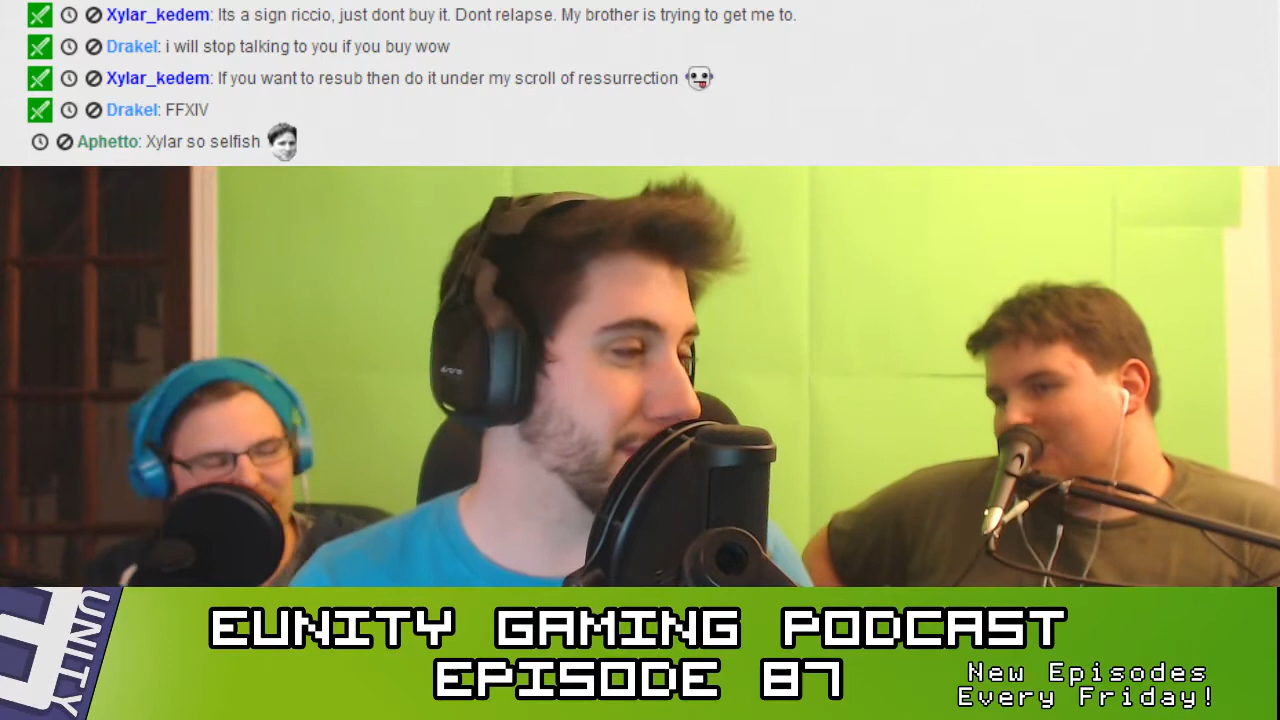 Xylar_kedem: Its a sign riccio, just dont buy it. Dont relapse. My brother is trying to get me to.
Drakel: i will stop talking to you if you buy wow
Xylar_kedem: If you want to resub then do it under my scroll of ressurrection
Drakel: FFXIV
Aphetto: Xylar so selfish
EUNITY GAMING PODCAST
EPISODE 87
New Episodes
Every Friday!
UNITY